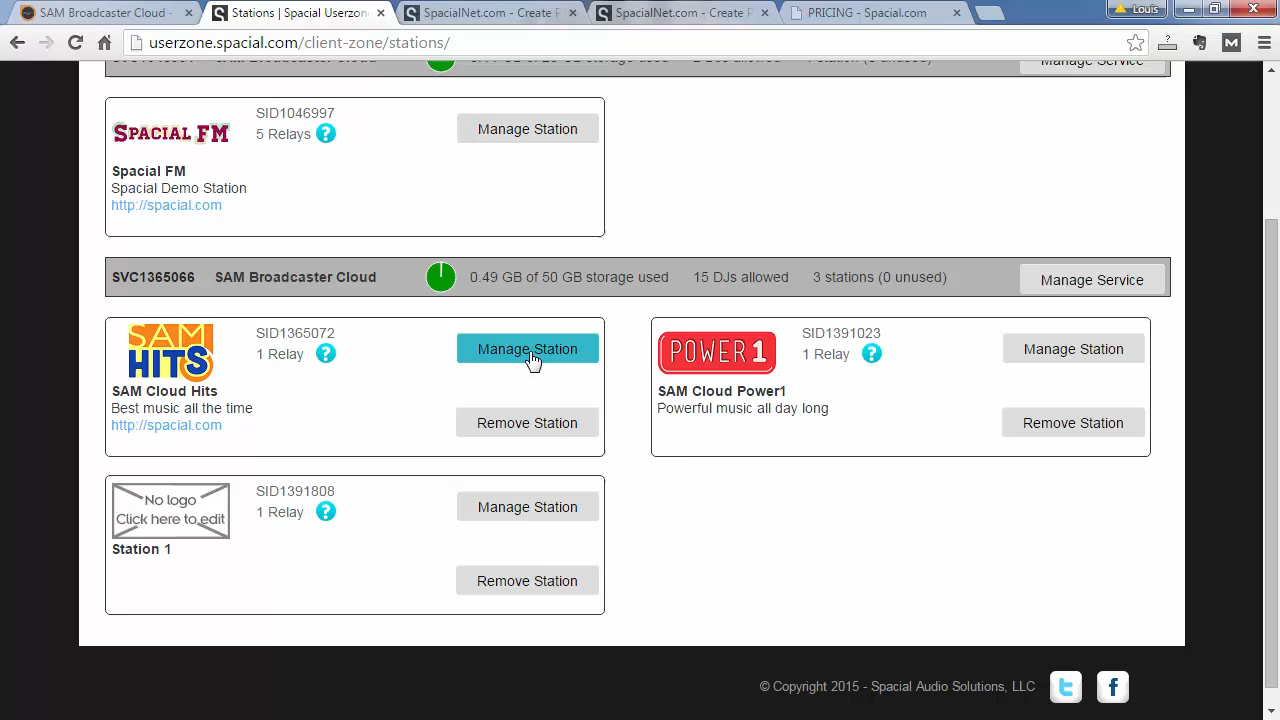 SAM Broadcaster Cloud -
Stations | Spacial Userzon
SpacialNet.com - Create P
SpacialNet.com - Create P
PRICING - Spacial.com
Louis
userzone.spacial.com/client-zone/stations/
Manage Service
SID1046997
5 Relays ?
Manage Station
SPACIAL FM
Spacial FM
Spacial Demo Station
http://spacial.com
SVC1365066 SAM Broadcaster Cloud 0.49 GB of 50 GB storage used 15 DJs allowed 3 stations (0 unused) Manage Service
SAM HITS
SID1365072
1 Relay ?
Manage Station
SAM Cloud Hits
Best music all the time
http://spacial.com
Remove Station
POWER 1
SID1391023
1 Relay ?
Manage Station
SAM Cloud Power1
Powerful music all day long
Remove Station
No logo
Click here to edit
SID1391808
1 Relay ?
Manage Station
Station 1
Remove Station
© Copyright 2015 - Spacial Audio Solutions, LLC